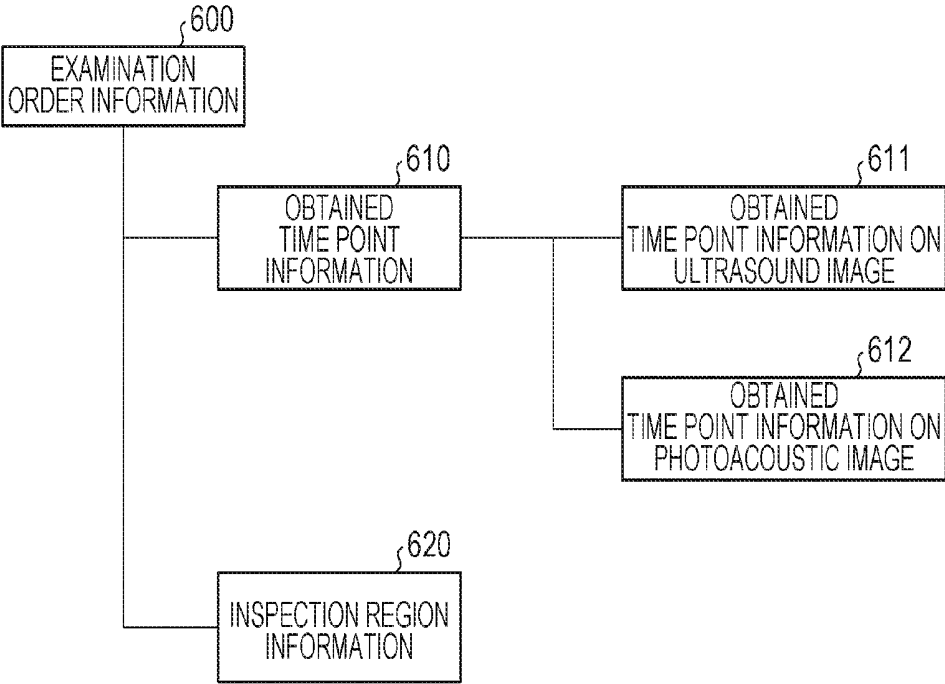 600
EXAMINATION
ORDER INFORMATION
610
OBTAINED
TIME POINT
INFORMATION
611
OBTAINED
TIME POINT INFORMATION ON
ULTRASOUND IMAGE
612
OBTAINED
TIME POINT INFORMATION ON
PHOTOACOUSTIC IMAGE
620
INSPECTION REGION
INFORMATION